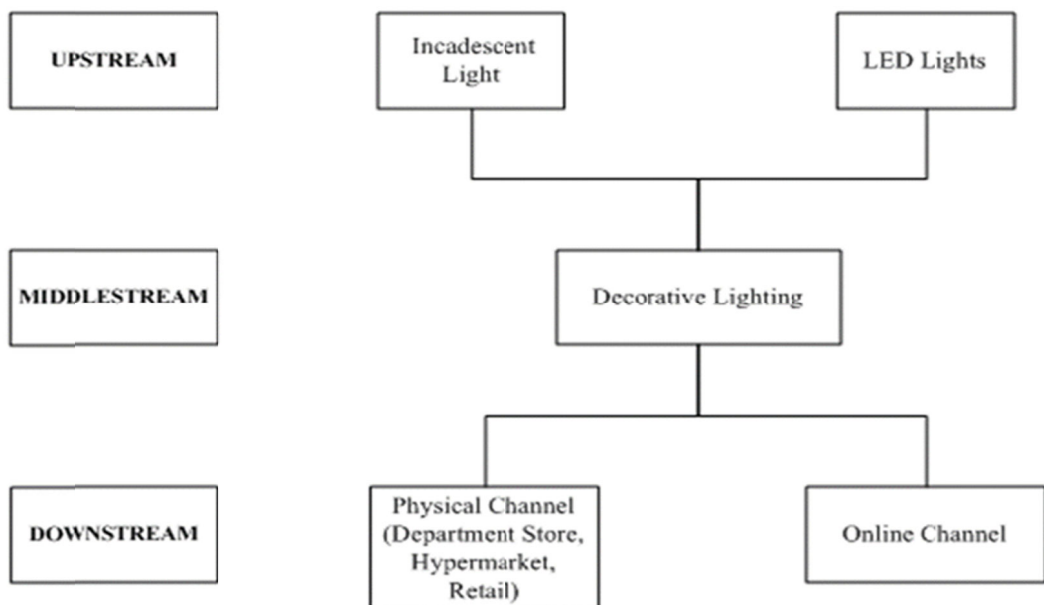 UPSTREAM
Incadescent
Light
LED Lights
MIDDLESTREAM
Decorative Lighting
DOWNSTREAM
Physical Channel
(Department Store,
Hypermarket,
Retail)
Online Channel